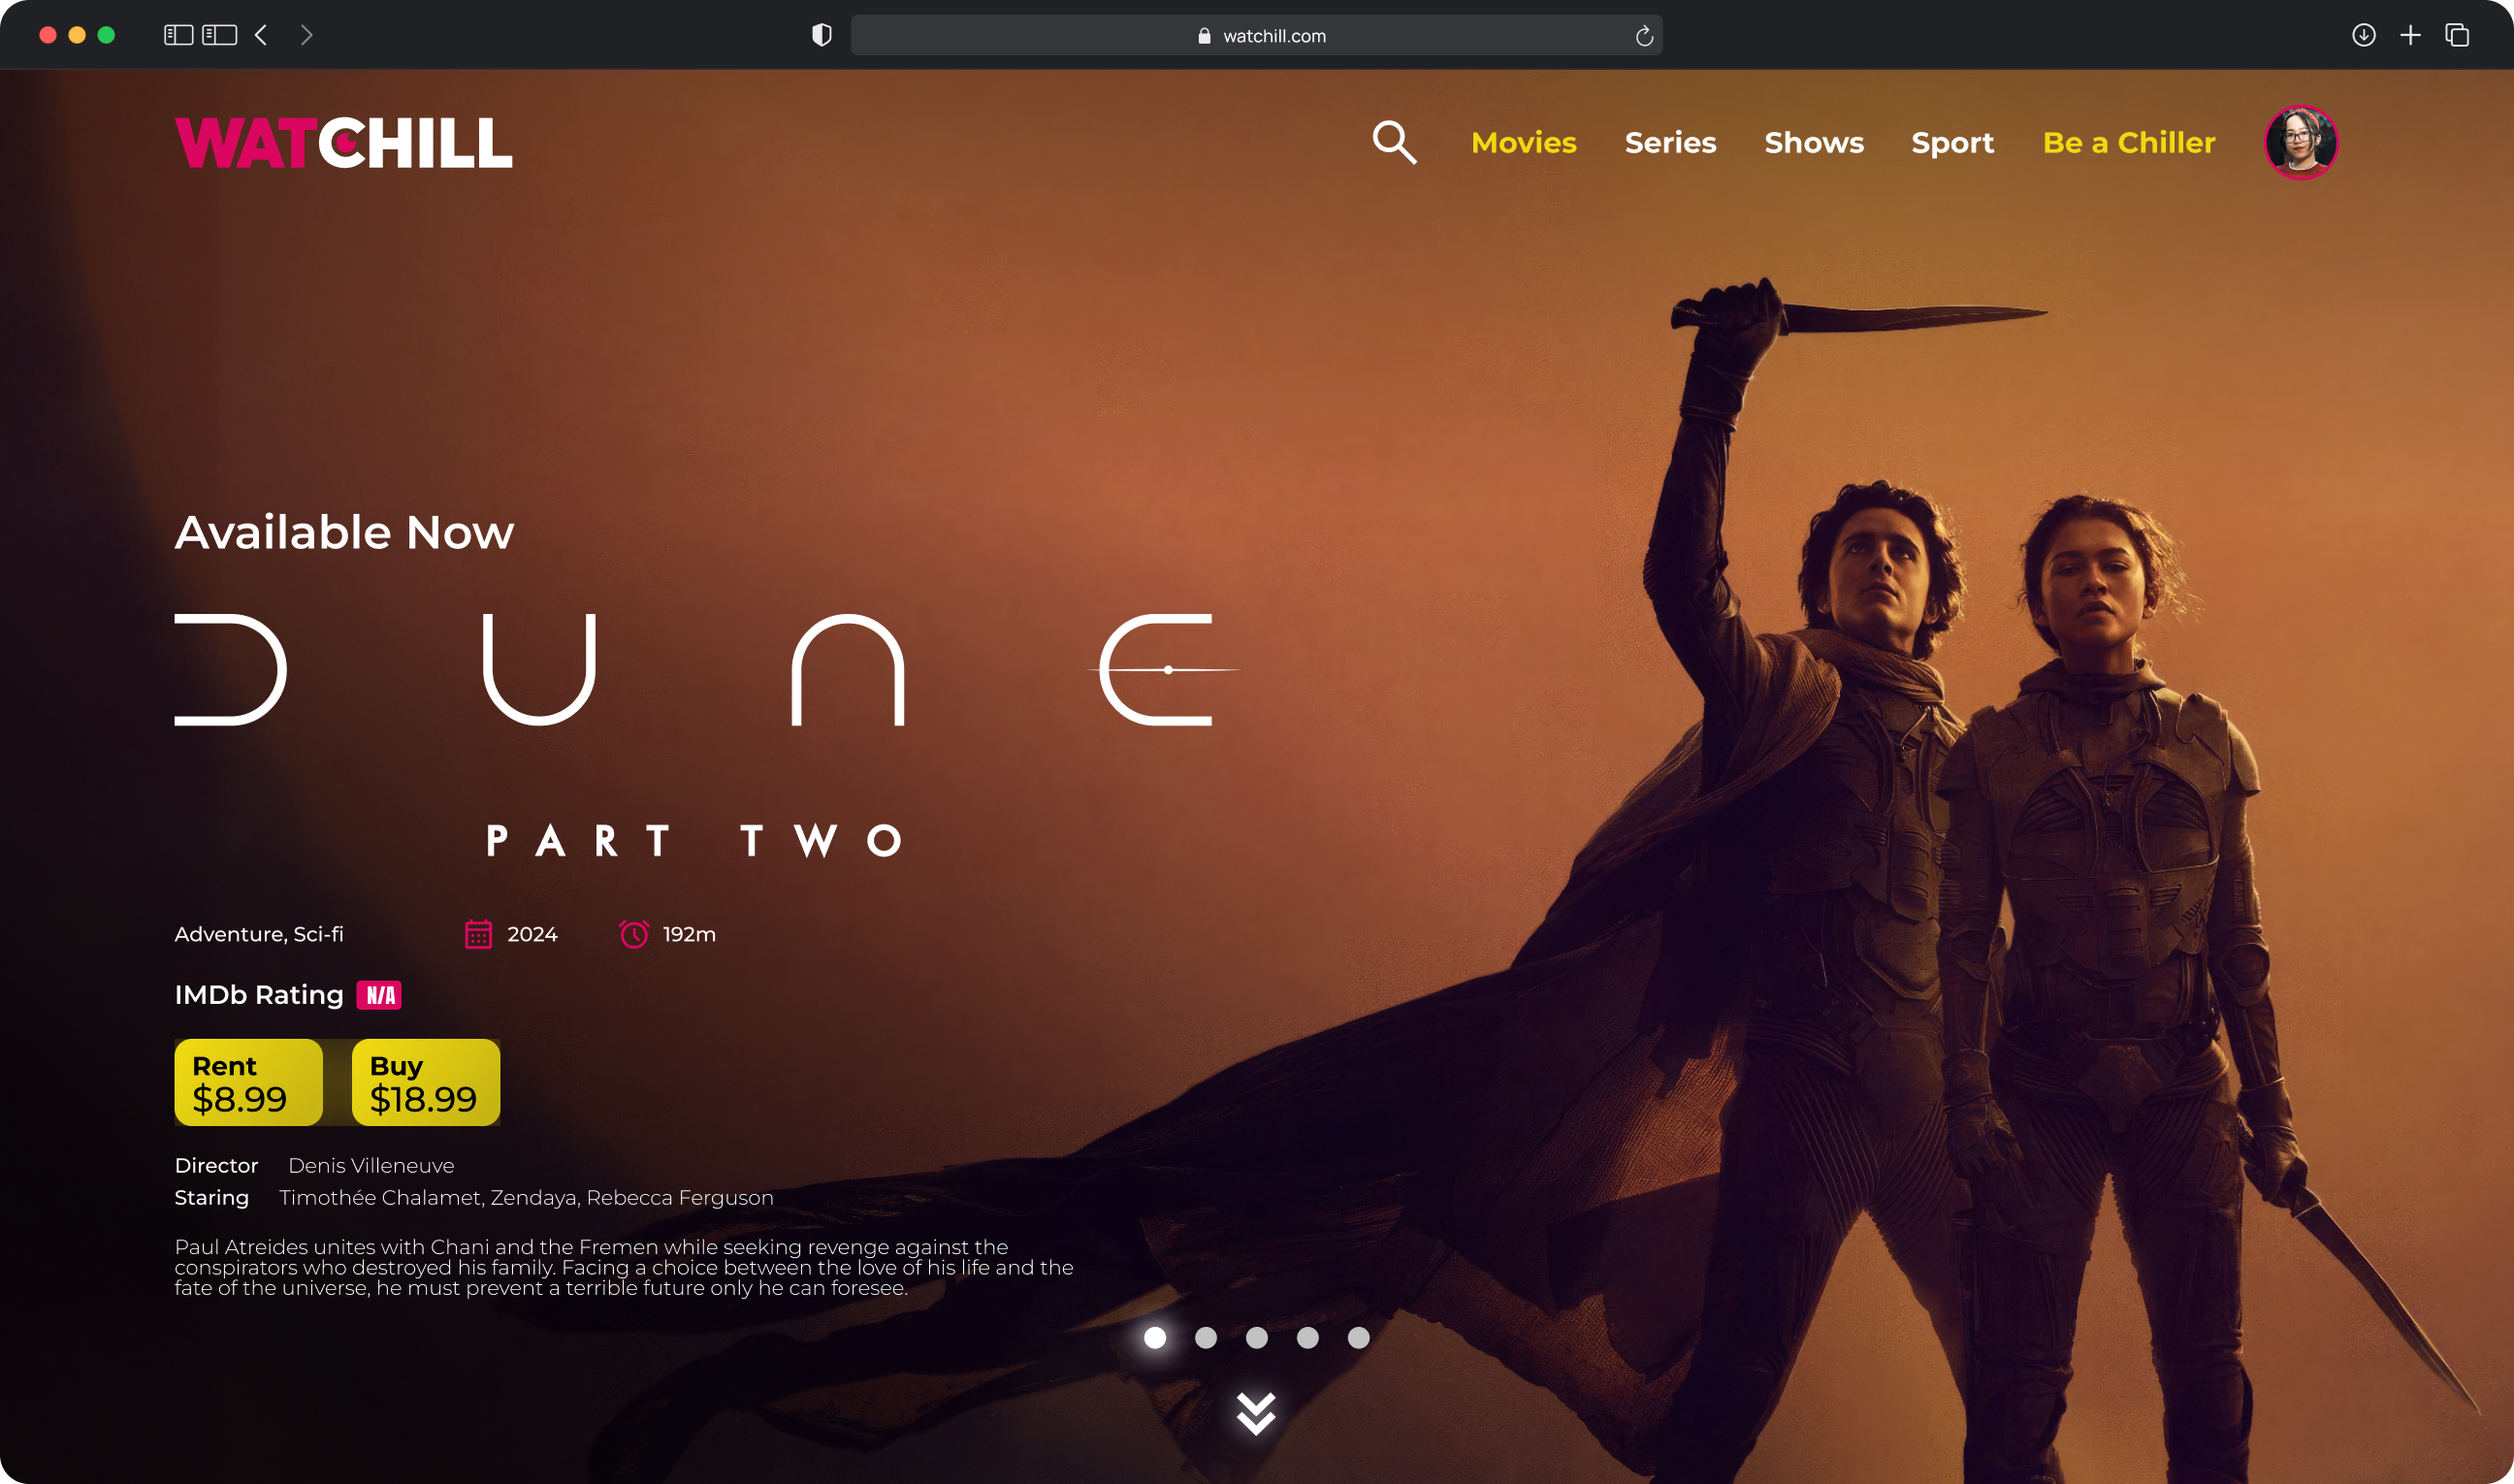 watchill.com
WATCHILL
Movies Series Shows Sport Be a Chiller
Available Now
DUNE
PART TWO
Adventure, Sci-fi 2024 192m
IMDb Rating N/A
Rent Buy
$8.99 $18.99
Director Denis Villeneuve
Staring Timothée Chalamet, Zendaya, Rebecca Ferguson
Paul Atreides unites with Chani and the Fremen while seeking revenge against the
conspirators who destroyed his family. Facing a choice between the love of his life and the
fate of the universe, he must prevent a terrible future only he can foresee.